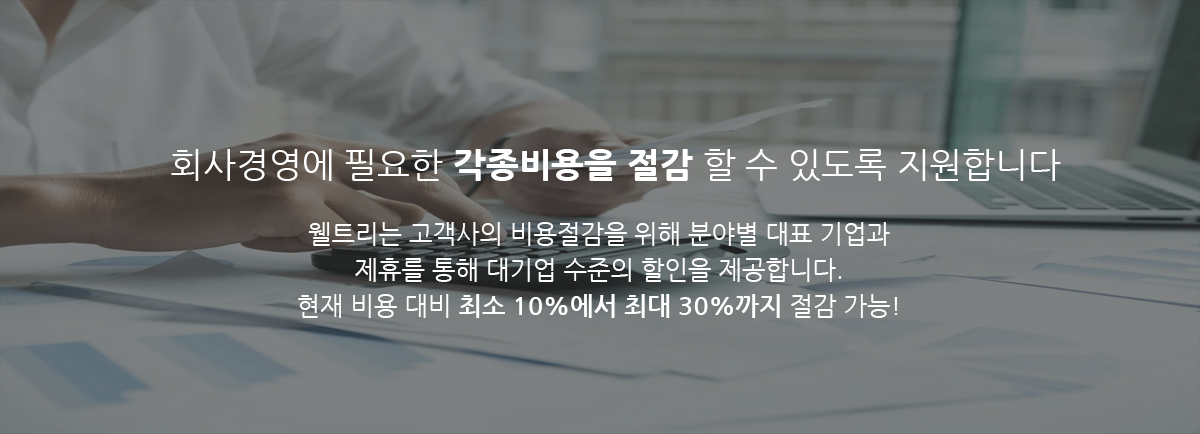 회사경영에 필요한 각종비용을 절감 할 수 있도록 지원합니다
웰트리는 고객사의 비용절감을 위해 분야별 대표 기업과
제휴를 통해 대기업 수준의 할인을 제공합니다.
현재 비용 대비 최소 10%에서 최대 30%까지 절감 가능!